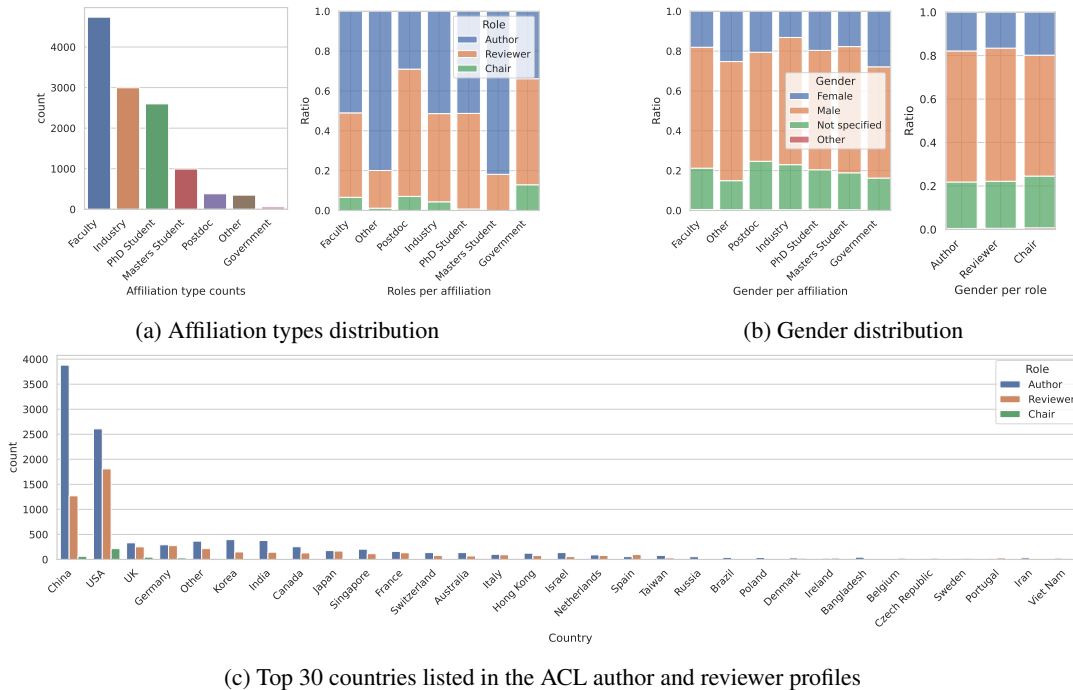 4000
3000
2000
1000
0
count
Faculty
Industry
PhD Student
Masters Student
Postdoc
Other
Government
Affiliation type counts
1.0
0.8
0.6
0.4
0.2
0.0
Ratio
Role
Author
Reviewer
Chair
Faculty
Other
Postdoc
Industry
PhD Student
Masters Student
Government
Roles per affiliation
(a) Affiliation types distribution
1.0
0.8
0.6
0.4
0.2
0.0
Ratio
Gender
Female
Male
Not specified
Other
Faculty
Other
Postdoc
Industry
PhD Student
Masters Student
Government
Gender per affiliation
1.0
0.8
0.6
0.4
0.2
0.0
Ratio
Author
Reviewer
Chair
Gender per role
(b) Gender distribution
4000
3500
3000
2500
2000
1500
1000
500
0
count
Role
Author
Reviewer
Chair
China
USA
UK
Germany
Other
Korea
India
Canada
Japan
Singapore
France
Switzerland
Australia
Italy
Hong Kong
Israel
Netherlands
Spain
Taiwan
Russia
Brazil
Poland
Denmark
Ireland
Bangladesh
Belgium
Czech Republic
Sweden
Portugal
Iran
Viet Nam
Country
(c) Top 30 countries listed in the ACL author and reviewer profiles